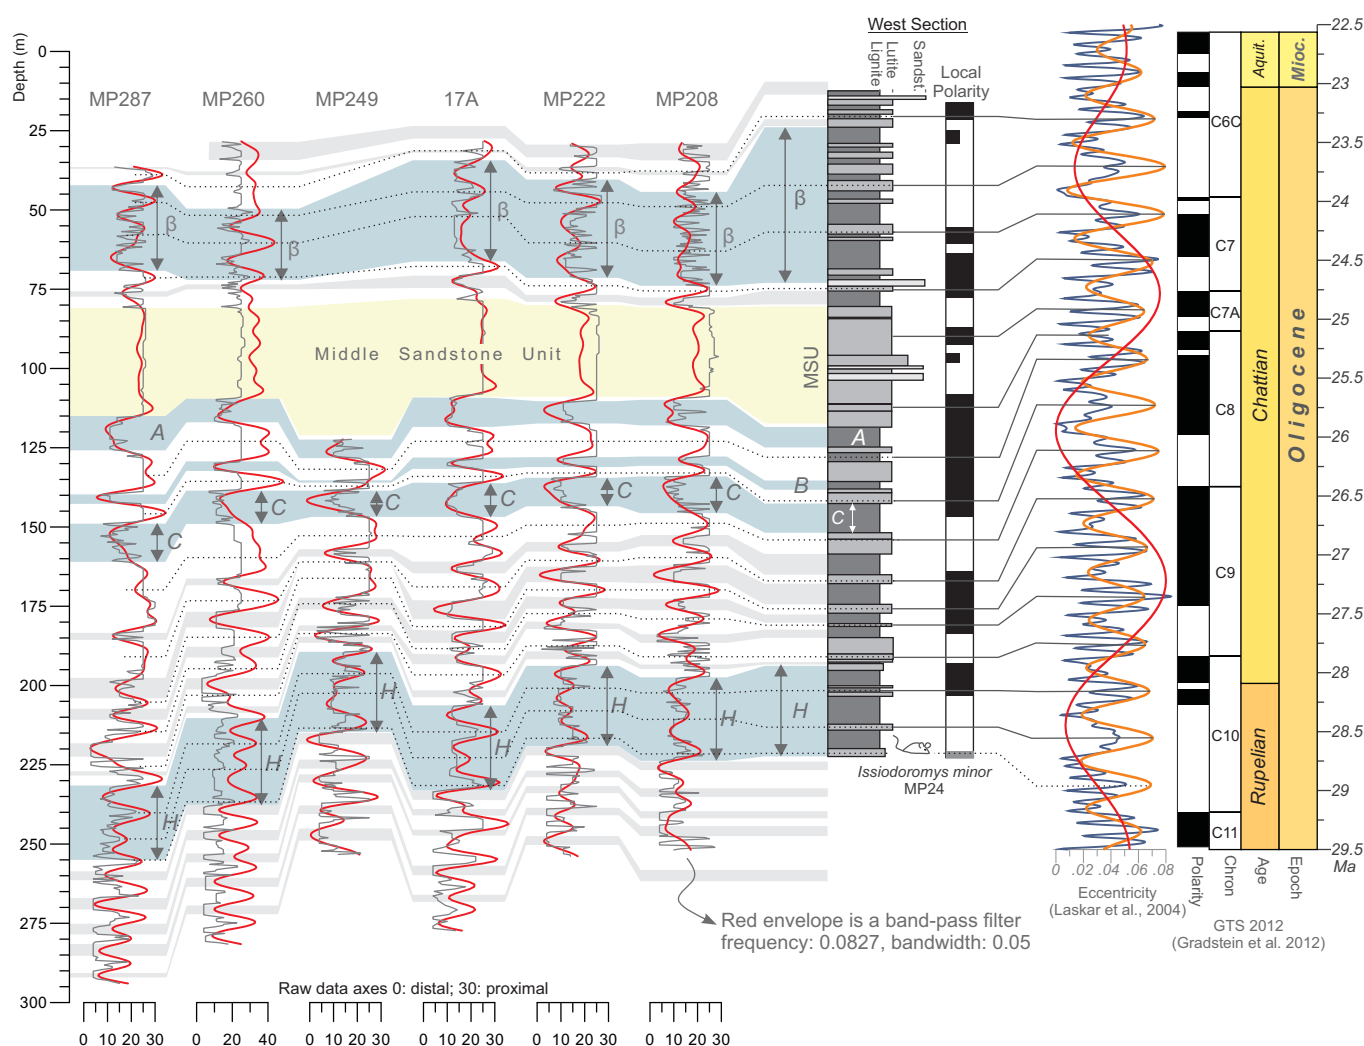 West Section
Depth (m)
MP287
MP260
MP249
17A
MP222
MP208
Lignite
Lutite
Sandst.
Local
Polarity
0
25
50
75
100
125
150
175
200
225
250
275
300
β
β
β
β
β
β
Middle Sandstone Unit
MSU
A
A
B
C
C
C
C
C
C
C
H
H
H
H
H
H
H
Issiodoromys minor
MP24
Red envelope is a band-pass filter
frequency: 0.0827, bandwidth: 0.05
Raw data axes 0: distal; 30: proximal
0 10 20 30
0 20 40
0 10 20 30
0 10 20 30
0 10 20 30
0 10 20 30
0 .02 .04 .06 .08
Eccentricity
(Laskar et al., 2004)
C6C
C7
C7A
C8
C9
C10
C11
Aquit.
Chattian
Rupelian
Mioc.
Oligocene
22.5
23
23.5
24
24.5
25
25.5
26
26.5
27
27.5
28
28.5
29
29.5
Ma
Polarity
Chron
Age
Epoch
GTS 2012
(Gradstein et al. 2012)